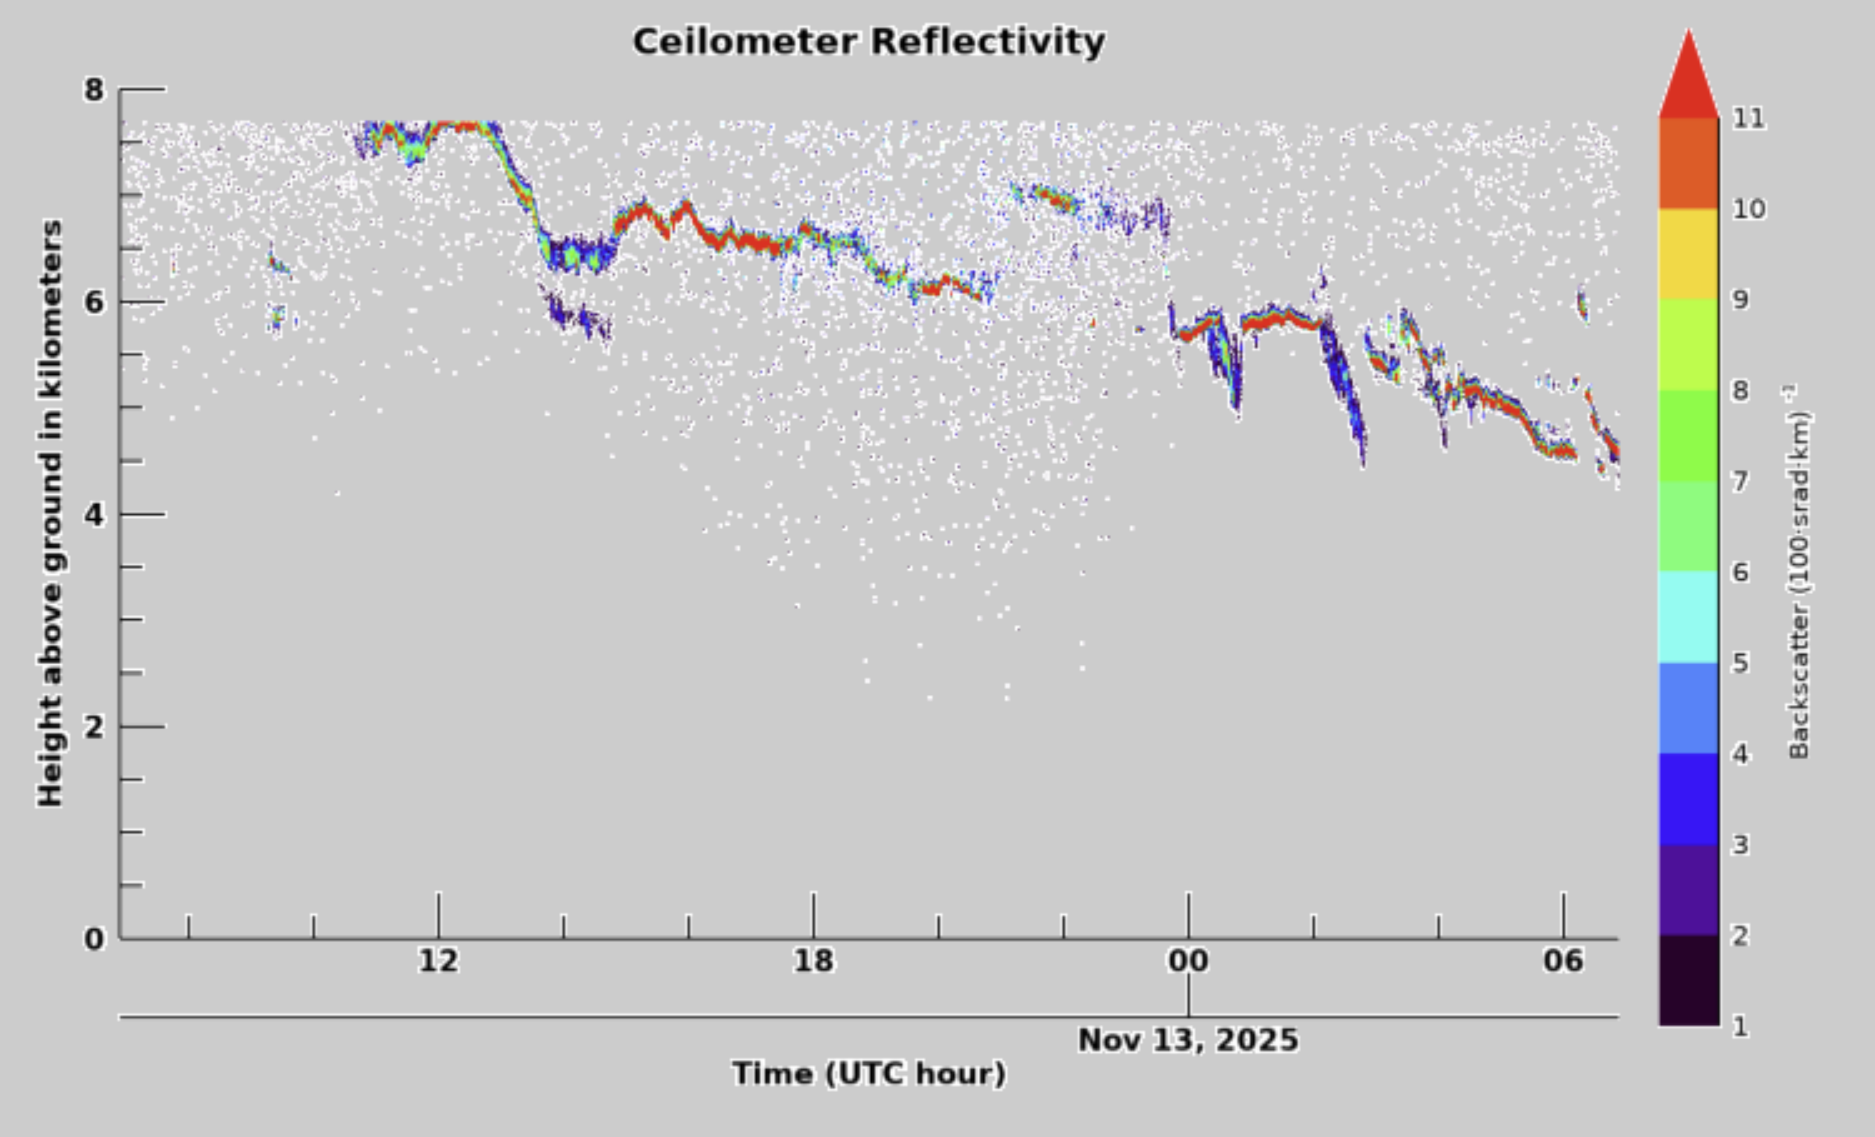 Ceilometer Reflectivity
Height above ground in kilometers
8
6
4
2
0
12 18 00 06
Nov 13, 2025
Time (UTC hour)
11
10
9
8
7
6
5
4
3
2
1
Backscatter (100·srad·km)⁻¹